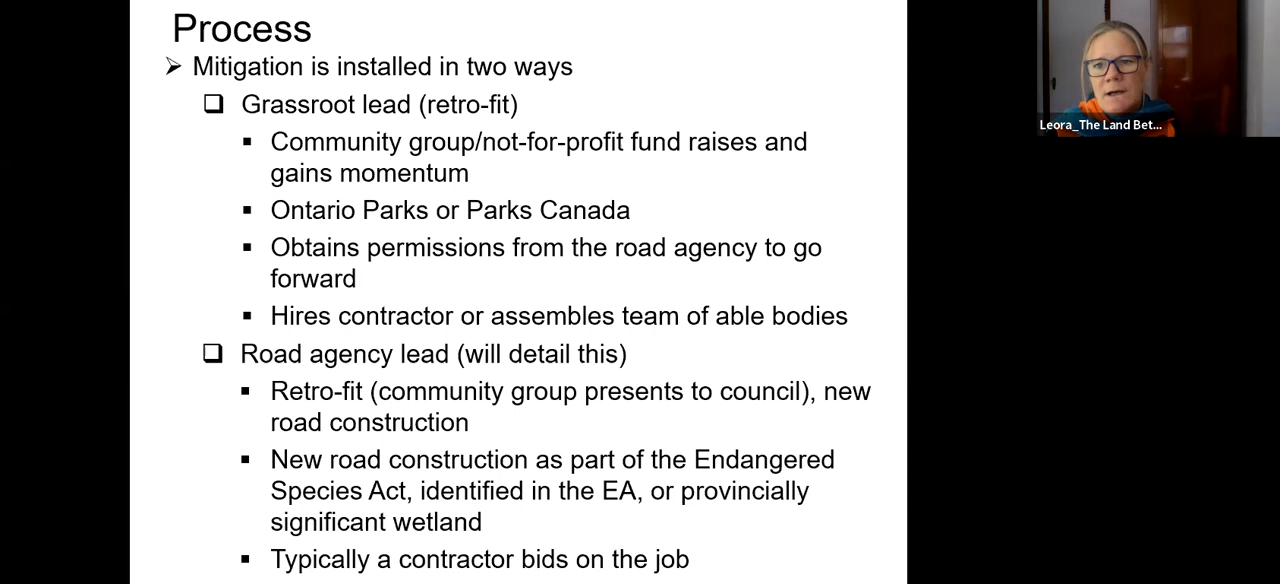 Process
➢ Mitigation is installed in two ways
❑ Grassroot lead (retro-fit)
▪ Community group/not-for-profit fund raises and
gains momentum
▪ Ontario Parks or Parks Canada
▪ Obtains permissions from the road agency to go
forward
▪ Hires contractor or assembles team of able bodies
❑ Road agency lead (will detail this)
▪ Retro-fit (community group presents to council), new
road construction
▪ New road construction as part of the Endangered
Species Act, identified in the EA, or provincially
significant wetland
▪ Typically a contractor bids on the job
Leora_The Land Bet...